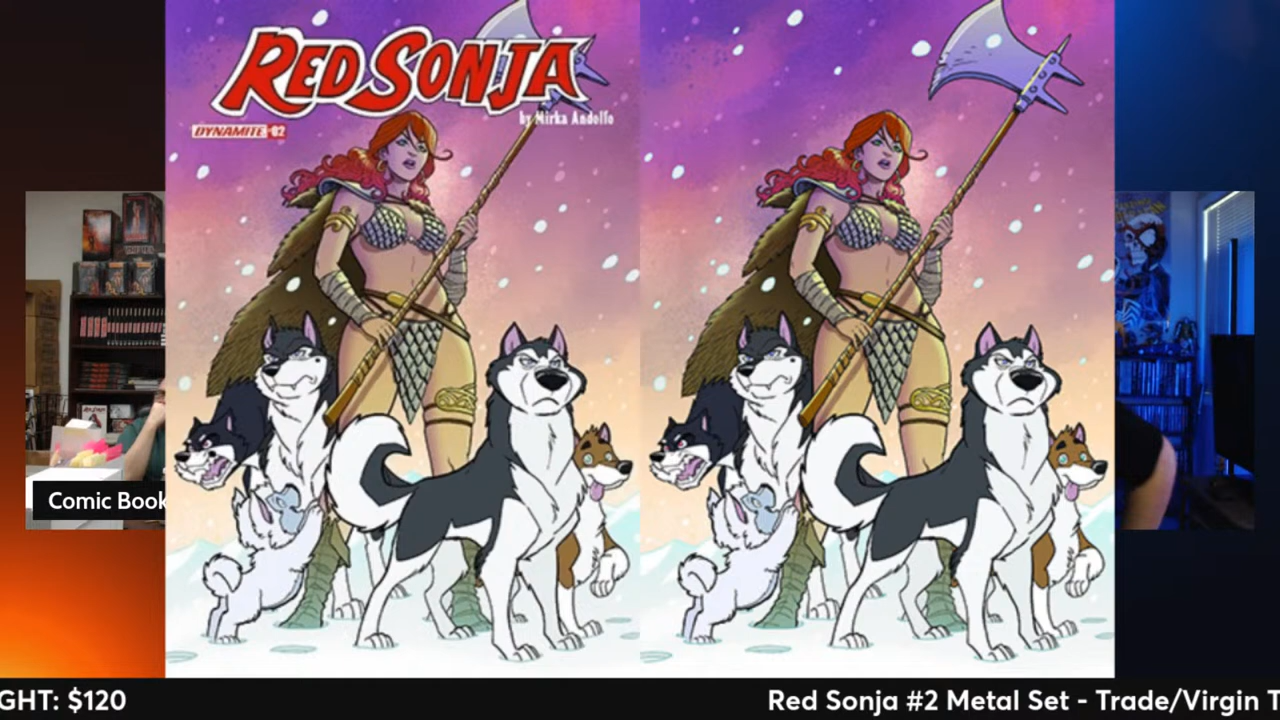 RED SONJA
by Mirka Andolfo
DYNAMITE #02
Comic Book
GHT: $120
Red Sonja #2 Metal Set - Trade/Virgin T